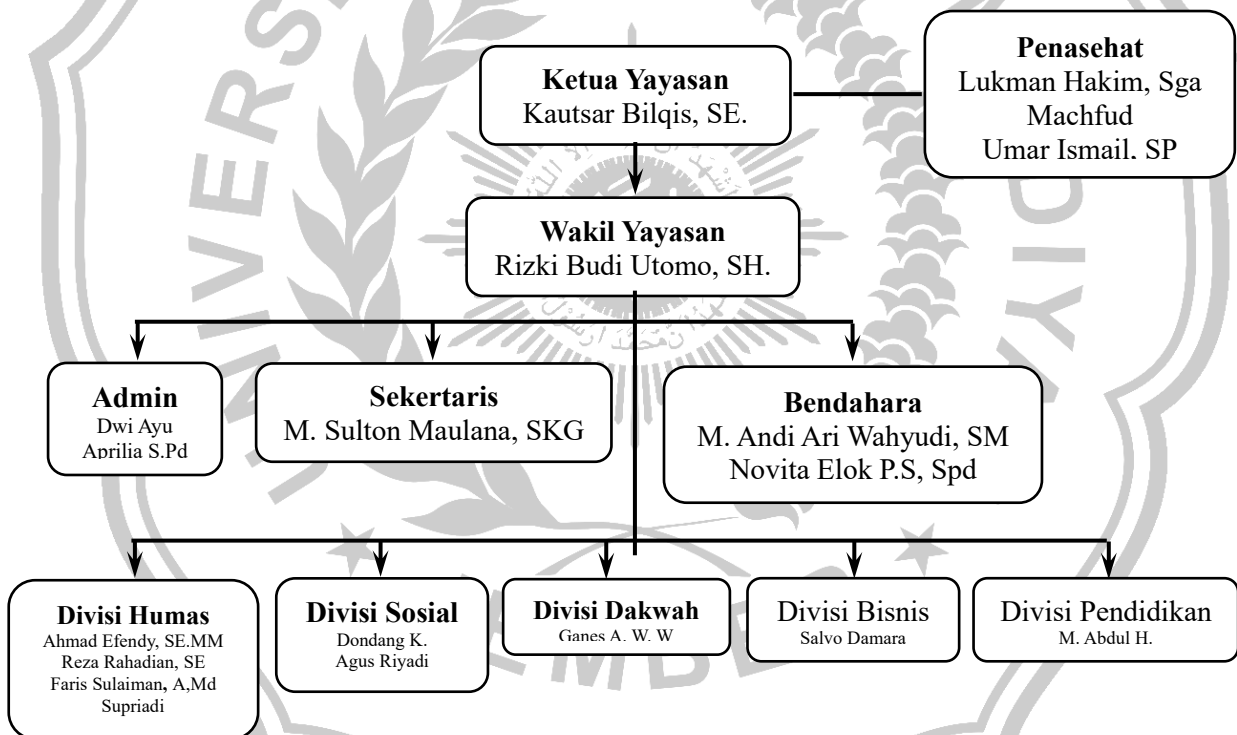 Penasehat
Lukman Hakim, Sga
Machfud
Umar Ismail, SP
Ketua Yayasan
Kautsar Bilqis, SE.
Wakil Yayasan
Rizki Budi Utomo, SH.
Admin
Dwi Ayu
Aprilia S.Pd
Sekertaris
M. Sulton Maulana, SKG
Bendahara
M. Andi Ari Wahyudi, SM
Novita Elok P.S, Spd
Divisi Humas
Ahmad Efendy, SE.MM
Reza Rahadian, SE
Faris Sulaiman, A,Md
Supriadi
Divisi Sosial
Dondang K.
Agus Riyadi
Divisi Dakwah
Ganes A. W. W
Divisi Bisnis
Salvo Damara
Divisi Pendidikan
M. Abdul H.